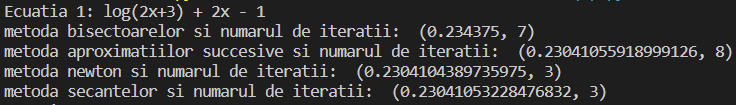 Ecuatia 1: log(2x+3) + 2x - 1
metoda bisectoarelor si numarul de iteratii:  (0.234375, 7)
metoda aproximatiilor succesive si numarul de iteratii:  (0.23041055918999126, 8)
metoda newton si numarul de iteratii:  (0.2304104389735975, 3)
metoda secantelor si numarul de iteratii:  (0.23041053228476832, 3)